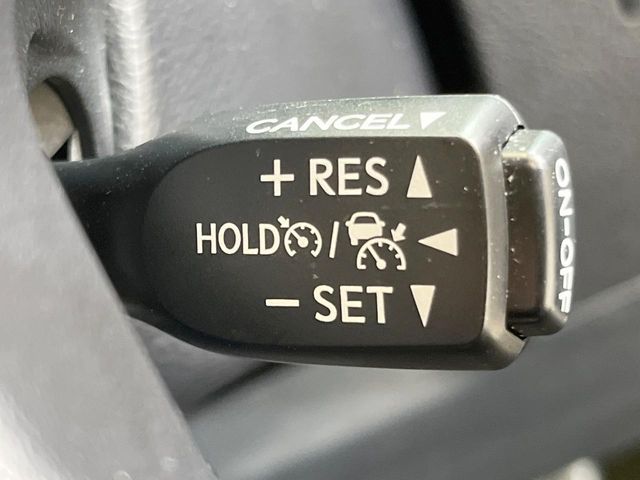 CANCEL▼
+ RES ▲
HOLD / ◀
− SET ▼
ON-OFF